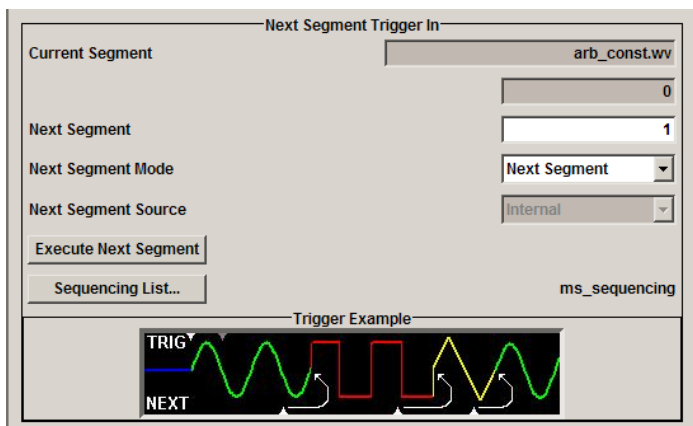 Next Segment Trigger In
Current Segment arb_const.wv
0
Next Segment 1
Next Segment Mode Next Segment
Next Segment Source Internal
Execute Next Segment
Sequencing List... ms_sequencing
Trigger Example
TRIG
NEXT